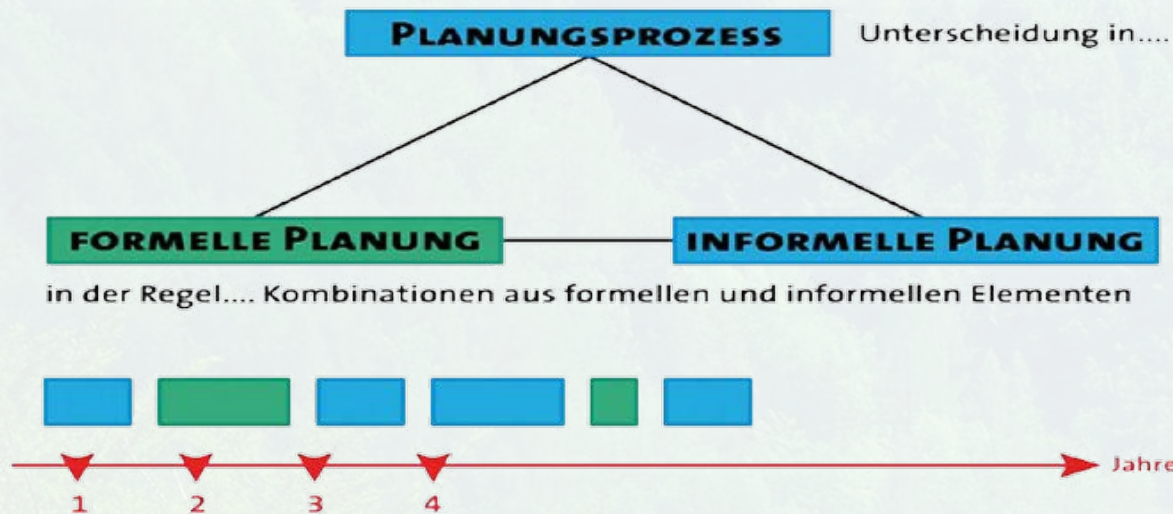 PLANUNGSPROZESS
Unterscheidung in....
FORMELLE PLANUNG
INFORMELLE PLANUNG
in der Regel.... Kombinationen aus formellen und informellen Elementen
Jahre
1 2 3 4